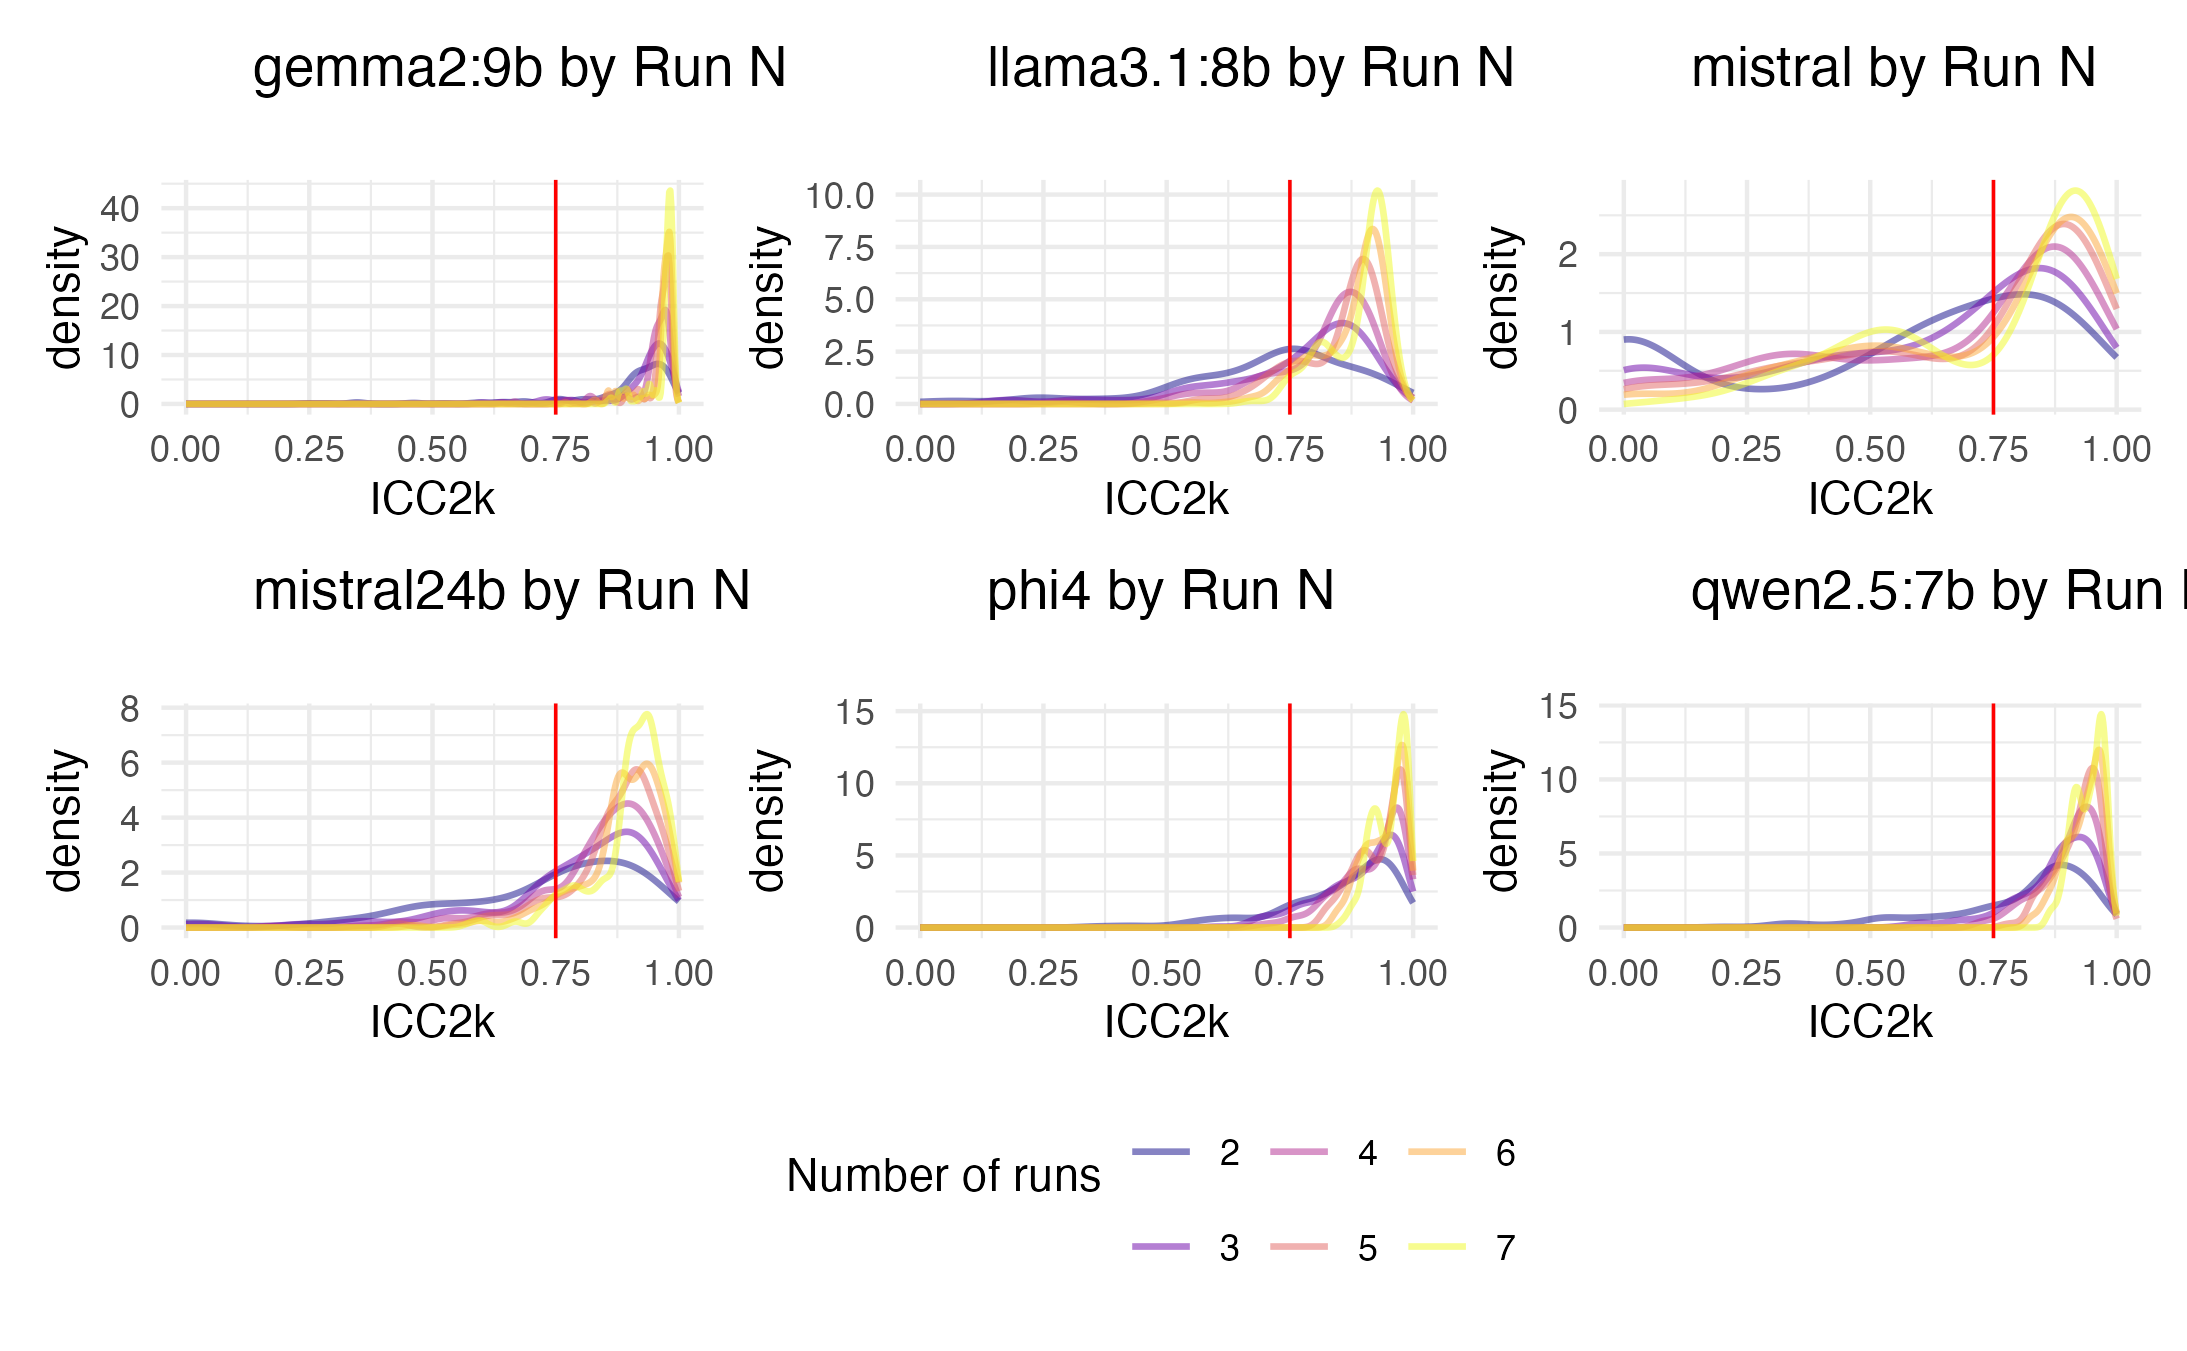 gemma2:9b by Run N
llama3.1:8b by Run N
mistral by Run N
density
40
30
20
10
0
0.00 0.25 0.50 0.75 1.00
ICC2k
density
10.0
7.5
5.0
2.5
0.0
0.00 0.25 0.50 0.75 1.00
ICC2k
density
2
1
0
0.00 0.25 0.50 0.75 1.00
ICC2k
mistral24b by Run N
phi4 by Run N
qwen2.5:7b by Run
density
8
6
4
2
0
0.00 0.25 0.50 0.75 1.00
ICC2k
density
15
10
5
0
0.00 0.25 0.50 0.75 1.00
ICC2k
density
15
10
5
0
0.00 0.25 0.50 0.75 1.00
ICC2k
Number of runs
2 4 6
3 5 7